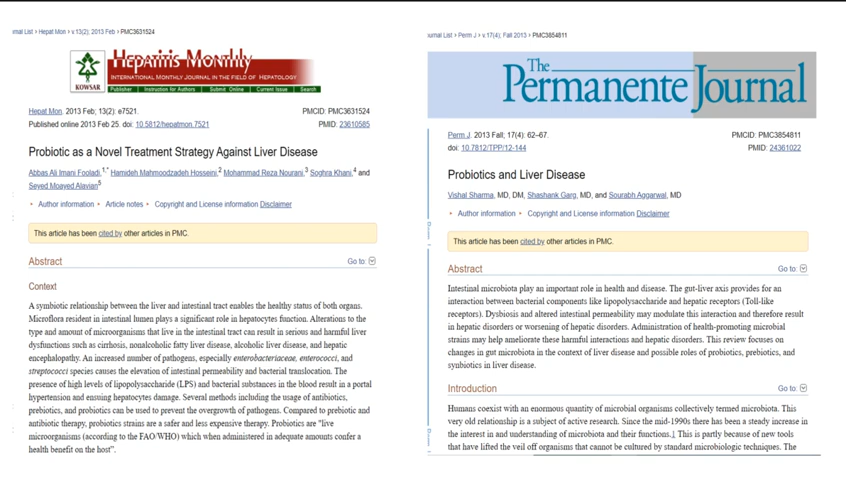 rnal List > Hepat Mon > v.13(2); 2013 Feb > PMC3631524
Hepatitis Monthly
INTERNATIONAL MONTHLY JOURNAL IN THE FIELD OF HEPATOLOGY
KOWSAR
Publisher | Instruction for Authors | Submit Online | Current Issue | Search
Hepat Mon. 2013 Feb; 13(2): e7521.
PMCID: PMC3631524
Published online 2013 Feb 25. doi: 10.5812/hepatmon.7521
PMID: 23610585
Probiotic as a Novel Treatment Strategy Against Liver Disease
Abbas Ali Imani Fooladi,1,* Hamideh Mahmoodzadeh Hosseini,2 Mohammad Reza Nourani,3 Soghra Khani,4 and
Seyed Moayed Alavian5
Author information Article notes Copyright and License information Disclaimer
This article has been cited by other articles in PMC.
Abstract
Go to:
Context
A symbiotic relationship between the liver and intestinal tract enables the healthy status of both organs.
Microflora resident in intestinal lumen plays a significant role in hepatocytes function. Alterations to the
type and amount of microorganisms that live in the intestinal tract can result in serious and harmful liver
dysfunctions such as cirrhosis, nonalcoholic fatty liver disease, alcoholic liver disease, and hepatic
encephalopathy. An increased number of pathogens, especially enterobacteriaceae, enterococci, and
streptococci species causes the elevation of intestinal permeability and bacterial translocation. The
presence of high levels of lipopolysaccharide (LPS) and bacterial substances in the blood result in a portal
hypertension and ensuing hepatocytes damage. Several methods including the usage of antibiotics,
prebiotics, and probiotics can be used to prevent the overgrowth of pathogens. Compared to prebiotic and
antibiotic therapy, probiotics strains are a safer and less expensive therapy. Probiotics are "live
microorganisms (according to the FAO/WHO) which when administered in adequate amounts confer a
health benefit on the host".
urnal List > Perm J > v.17(4); Fall 2013 > PMC3854811
The
Permanente Journal
Perm J. 2013 Fall; 17(4): 62–67.
PMCID: PMC3854811
doi: 10.7812/TPP/12-144
PMID: 24361022
Probiotics and Liver Disease
Vishal Sharma, MD, DM, Shashank Garg, MD, and Sourabh Aggarwal, MD
Author information Copyright and License information Disclaimer
This article has been cited by other articles in PMC.
Abstract
Go to:
Intestinal microbiota play an important role in health and disease. The gut-liver axis provides for an
interaction between bacterial components like lipopolysaccharide and hepatic receptors (Toll-like
receptors). Dysbiosis and altered intestinal permeability may modulate this interaction and therefore result
in hepatic disorders or worsening of hepatic disorders. Administration of health-promoting microbial
strains may help ameliorate these harmful interactions and hepatic disorders. This review focuses on
changes in gut microbiota in the context of liver disease and possible roles of probiotics, prebiotics, and
synbiotics in liver disease.
Introduction
Go to:
Humans coexist with an enormous quantity of microbial organisms collectively termed microbiota. This
very old relationship is a subject of active research. Since the mid-1990s there has been a steady increase in
the interest in and understanding of microbiota and their functions.1 This is partly because of new tools
that have lifted the veil off organisms that cannot be cultured by standard microbiologic techniques. The